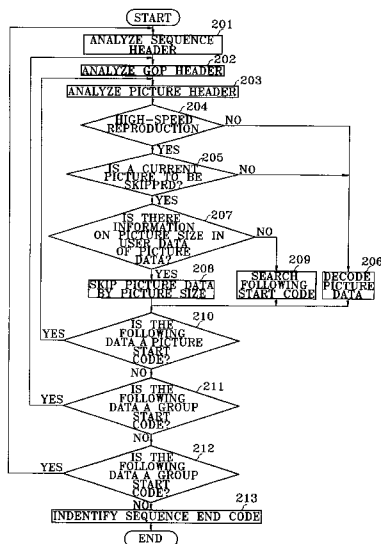 START
201
ANALYZE SEQUENCE
HEADER
202
ANALYZE GOP HEADER
203
ANALYZE PICTURE HEADER
204
HIGH-SPEED
REPRODUCTION
NO
YES
205
IS A CURRENT
PICTURE TO BE
SKIPPRD?
NO
YES
207
IS THERE
INFORMATION
ON PICTURE SIZE IN
USER DATA
OF PICTURE
DATA?
NO
YES
208
SKIP PICTURE DATA
BY PICTURE SIZE
209
SEARCH
FOLLOWING
START CODE
206
DECODE
PICTURE
DATA
210
IS THE
FOLLOWING
DATA A PICTURE
START
CODE?
YES
NO
211
IS THE
FOLLOWING
DATA A GROUP
START
CODE?
YES
NO
212
IS THE
FOLLOWING
DATA A GROUP
START
CODE?
YES
NO
213
INDENTIFY SEQUENCE END CODE
END